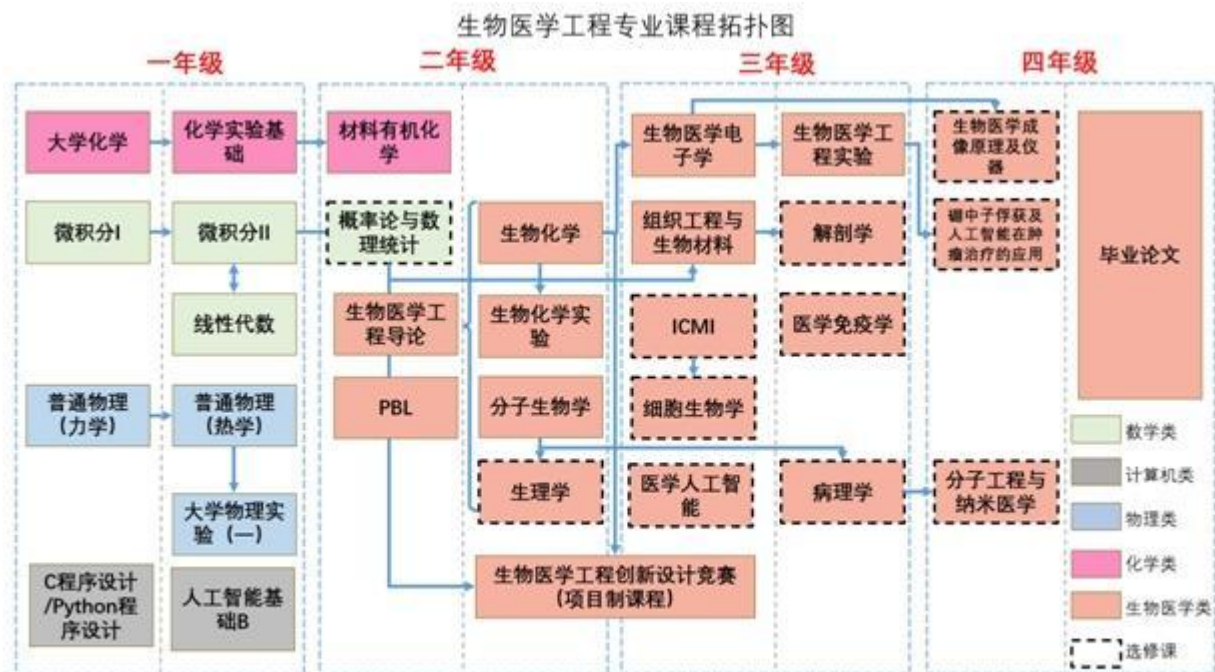 生物医学工程专业课程拓扑图
一年级
二年级
三年级
四年级
大学化学
化学实验基
础
材料有机化
学
生物医学电
子学
生物医学工
程实验
生物医学成
像原理及仪
器
微积分I
微积分II
概率论与数
理统计
生物化学
组织工程与
生物材料
解剖学
硼中子俘获及
人工智能在肿
瘤治疗的应用
毕业论文
线性代数
生物医学工
程导论
生物化学实
验
ICMI
医学免疫学
普通物理
(力学)
普通物理
(热学)
PBL
分子生物学
细胞生物学
大学物理实
验（一）
生理学
医学人工智
能
病理学
分子工程与
纳米医学
C程序设计
/Python程
序设计
人工智能基
础B
生物医学工程创新设计竞赛
(项目制课程)
数学类
计算机类
物理类
化学类
生物医学类
选修课